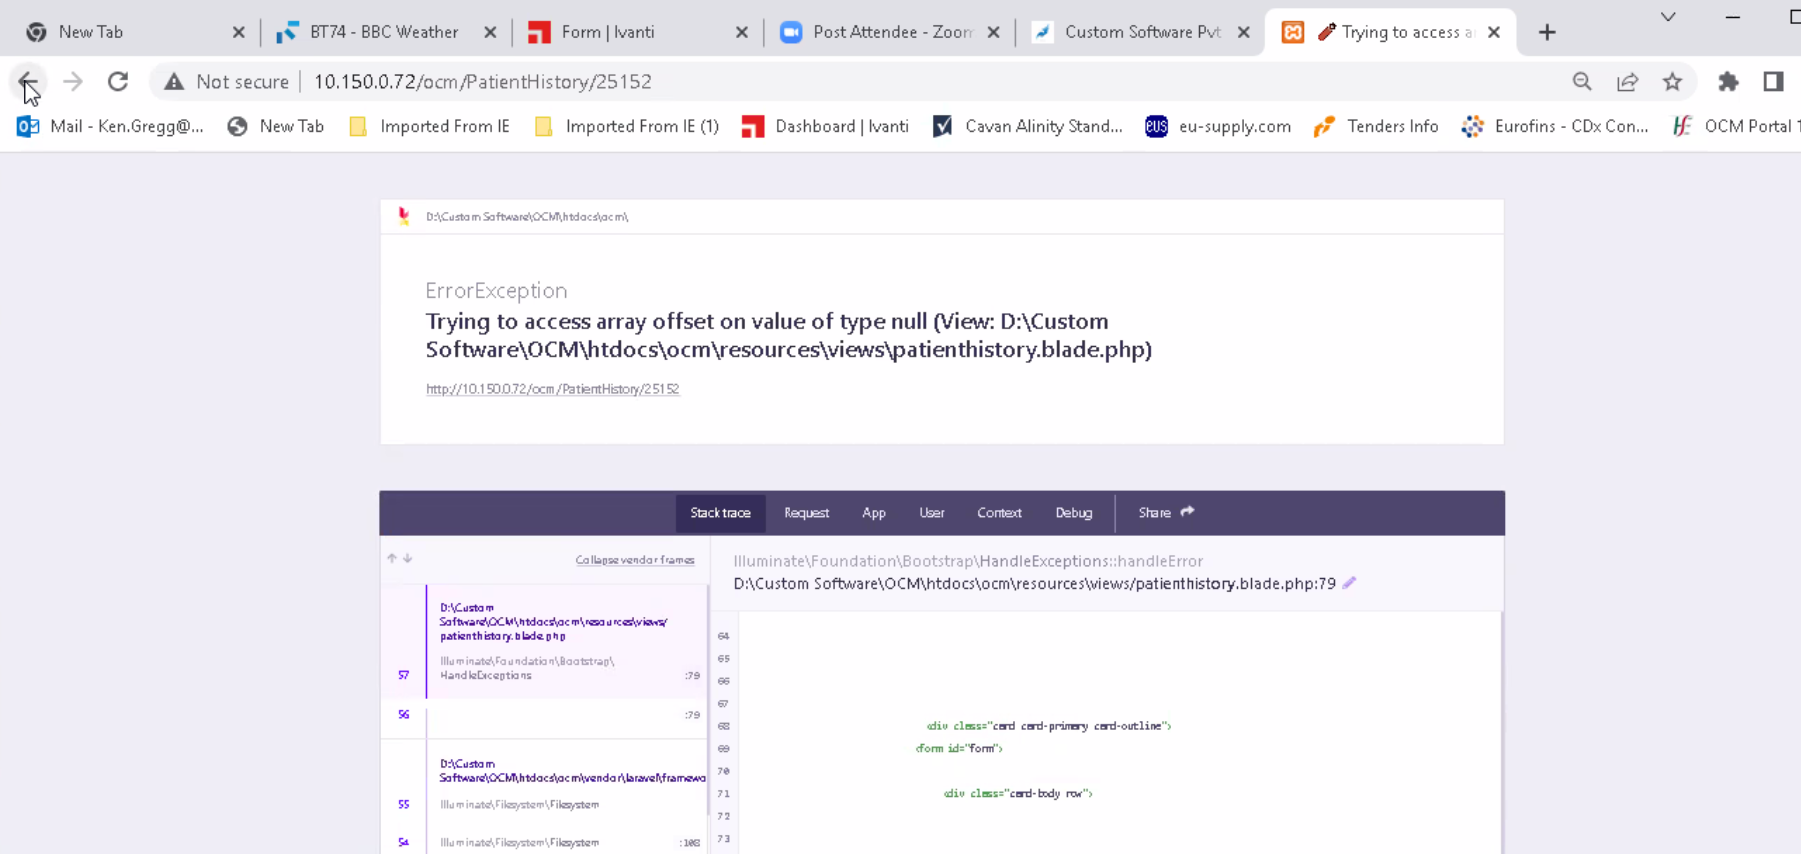 New Tab
BT74 - BBC Weather
Form | Ivanti
Post Attendee - Zoom
Custom Software Pvt
Trying to access a
Not secure
10.150.0.72/ocm/PatientHistory/25152
Mail - Ken.Gregg@...
New Tab
Imported From IE
Imported From IE (1)
Dashboard | Ivanti
Cavan Alinity Stand...
eu-supply.com
Tenders Info
Eurofins - CDx Con...
OCM Portal 1
D:\Custom Software\OCM\htdocs\ocm\
ErrorException
Trying to access array offset on value of type null (View: D:\Custom
Software\OCM\htdocs\ocm\resources\views\patienthistory.blade.php)
http://10.150.0.72/ocm/PatientHistory/25152
Stack trace
Request
App
User
Context
Debug
Share
Collapse vendor frames
Illuminate\Foundation\Bootstrap\HandleExceptions::handleError
D:\Custom Software\OCM\htdocs\ocm\resources\views/patienthistory.blade.php:79
D:\Custom
Software\OCM\htdocs\ocm\resources\views/
patienthistory.blade.php
Illuminate\Foundation\Bootstrap\
57 HandleExceptions :79
56 :79
D:\Custom
Software\OCM\htdocs\ocm\vendor\laravel\framewo
55 Illuminate\Filesystem\Filesystem
54 Illuminate\Filesystem\Filesystem :108
64
65
66
67
68 <div class="card card-primary card-outline">
69 <form id="form">
70
71 <div class="card-body row">
72
73